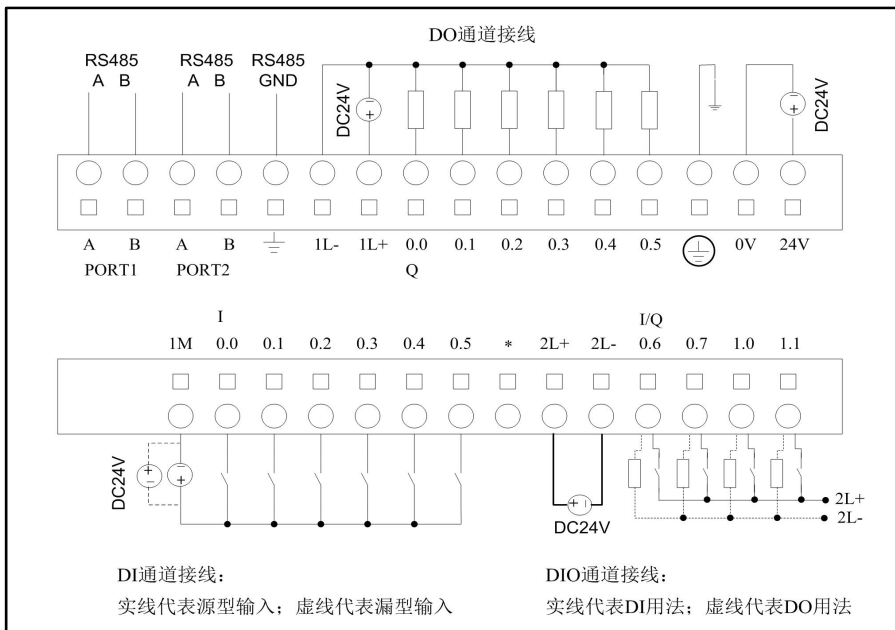 DO通道接线
RS485 RS485 RS485
A B A B GND
DC24V DC24V
A B A B 1L- 1L+ 0.0 0.1 0.2 0.3 0.4 0.5 0V 24V
PORT1 PORT2 Q
I I/Q
1M 0.0 0.1 0.2 0.3 0.4 0.5 * 2L+ 2L- 0.6 0.7 1.0 1.1
DC24V
2L+
2L-
DC24V
DI通道接线： DIO通道接线：
实线代表源型输入；虚线代表漏型输入 实线代表DI用法；虚线代表DO用法